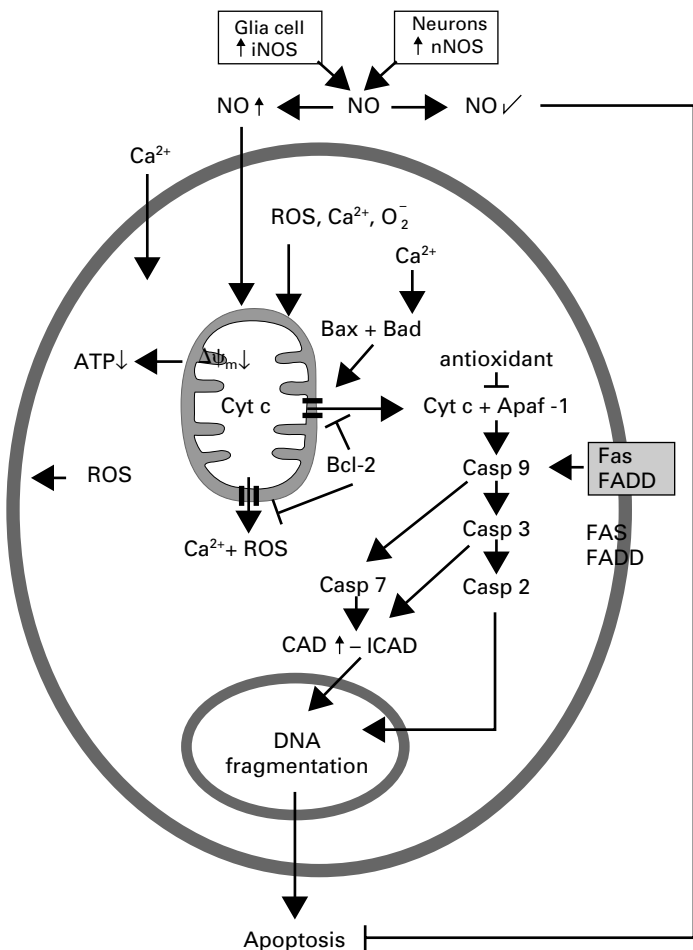 Glia cell
↑ iNOS
Neurons
↑ nNOS
NO ↑
NO
NO ✓
Ca²⁺
ROS, Ca²⁺, O₂⁻
Ca²⁺
Bax + Bad
ATP↓
Δψₘ↓
antioxidant
Cyt c
Cyt c + Apaf -1
ROS
Bcl-2
Casp 9
Fas
FADD
Ca²⁺+ ROS
Casp 3
FAS
FADD
Casp 7
Casp 2
CAD ↑ – ICAD
DNA
fragmentation
Apoptosis